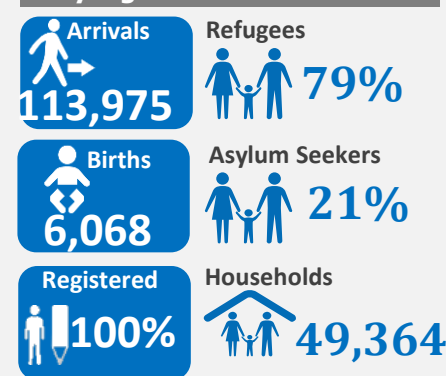 Arrivals
113,975
Refugees
79%
Births
6,068
Asylum Seekers
21%
Registered
100%
Households
49,364